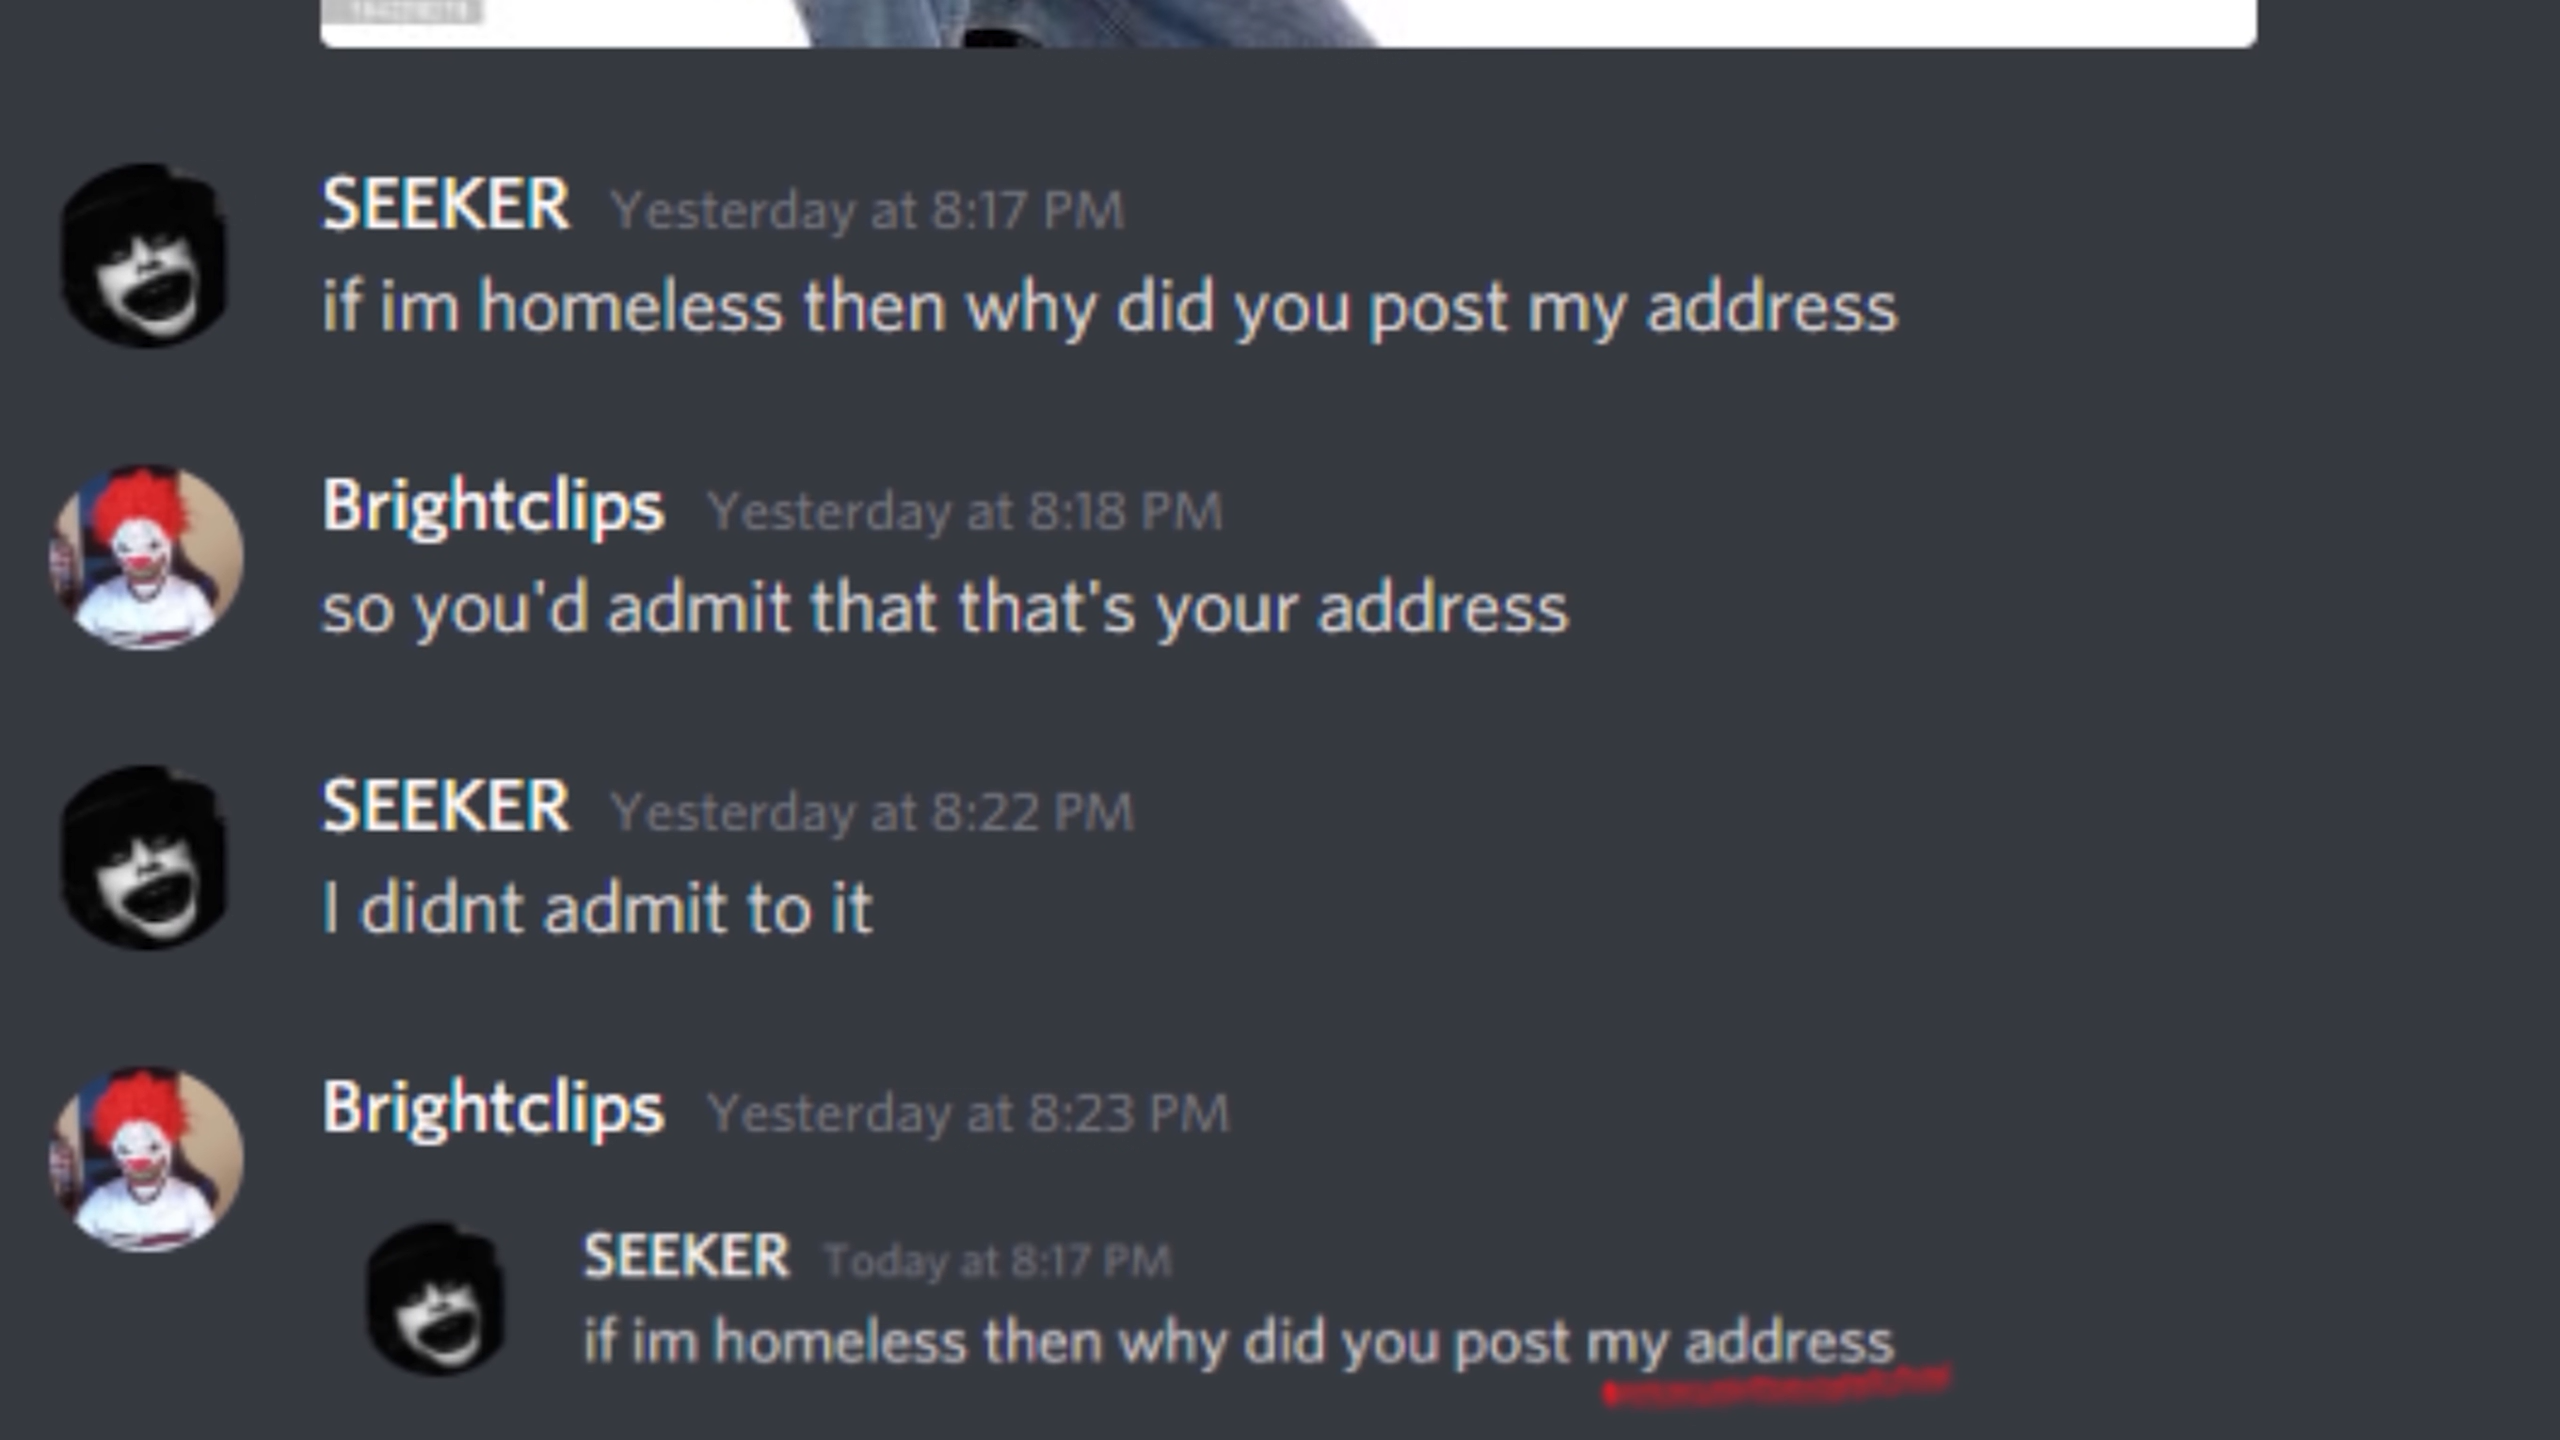 SEEKER Yesterday at 8:17 PM
if im homeless then why did you post my address
Brightclips Yesterday at 8:18 PM
so you'd admit that that's your address
SEEKER Yesterday at 8:22 PM
I didnt admit to it
Brightclips Yesterday at 8:23 PM
SEEKER Today at 8:17 PM
if im homeless then why did you post my address